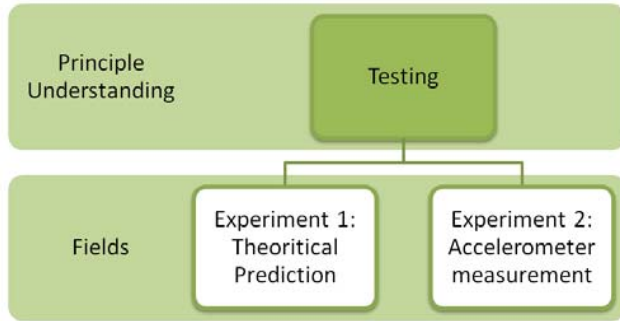 Principle
Understanding
Testing
Fields
Experiment 1:
Theoritical
Prediction
Experiment 2:
Accelerometer
measurement